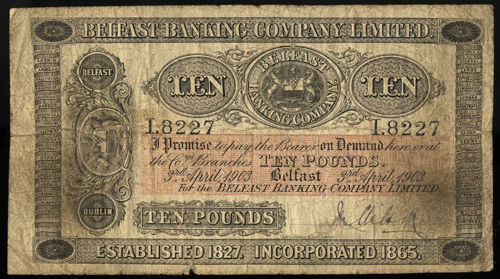 BELFAST BANKING COMPANY LIMITED.
BELFAST
TEN
BELFAST BANKING COMPANY
TEN
I.8227 I.8227
I Promise to pay the Bearer on Demand here or at
the Coys. Branches TEN POUNDS.
3rd April, 1903 Belfast 3rd April, 1903
For the BELFAST BANKING COMPANY LIMITED.
DUBLIN
TEN POUNDS
ESTABLISHED 1827. INCORPORATED 1865.